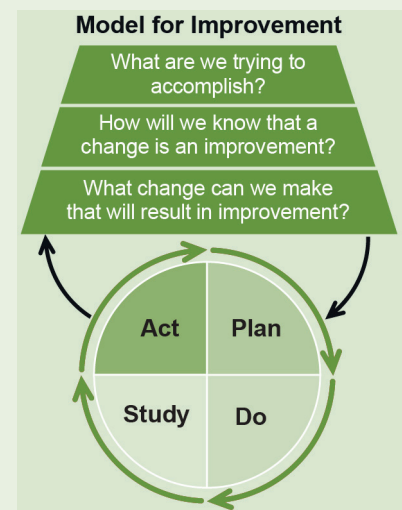 Model for Improvement
What are we trying to
accomplish?
How will we know that a
change is an improvement?
What change can we make
that will result in improvement?
Act
Plan
Study
Do